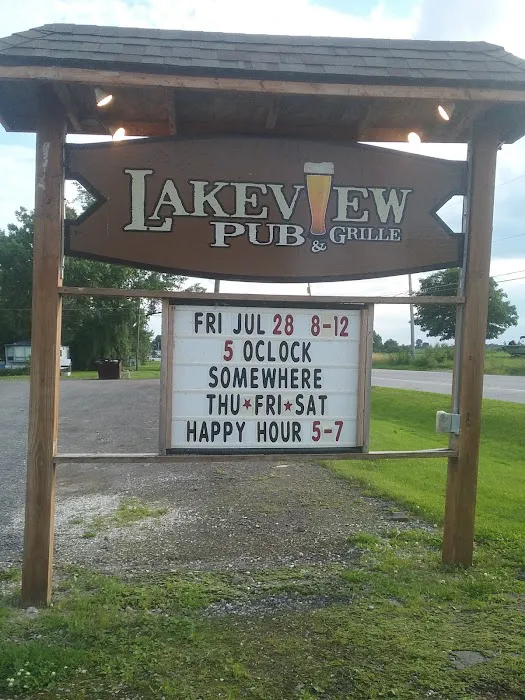 LAKEVIEW
PUB & GRILLE
FRI JUL 28 8-12
5 OCLOCK
SOMEWHERE
THU★FRI★SAT
HAPPY HOUR 5-7